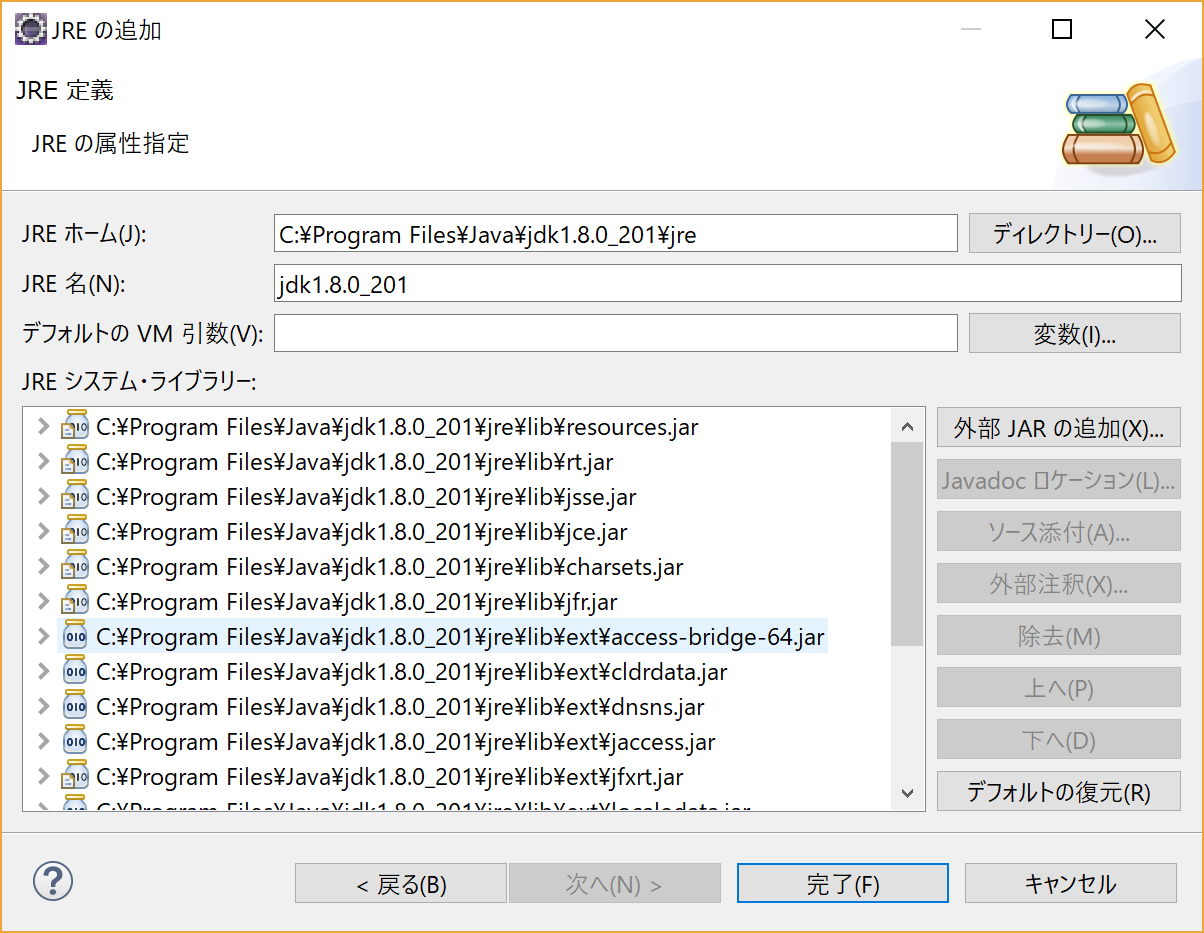 JRE の追加
JRE 定義
JRE の属性指定
JRE ホーム(J):
C:¥Program Files¥Java¥jdk1.8.0_201¥jre
ディレクトリー(O)...
JRE 名(N):
jdk1.8.0_201
デフォルトの VM 引数(V):
変数(I)...
JRE システム・ライブラリー:
C:¥Program Files¥Java¥jdk1.8.0_201¥jre¥lib¥resources.jar
C:¥Program Files¥Java¥jdk1.8.0_201¥jre¥lib¥rt.jar
C:¥Program Files¥Java¥jdk1.8.0_201¥jre¥lib¥jsse.jar
C:¥Program Files¥Java¥jdk1.8.0_201¥jre¥lib¥jce.jar
C:¥Program Files¥Java¥jdk1.8.0_201¥jre¥lib¥charsets.jar
C:¥Program Files¥Java¥jdk1.8.0_201¥jre¥lib¥jfr.jar
C:¥Program Files¥Java¥jdk1.8.0_201¥jre¥lib¥ext¥access-bridge-64.jar
C:¥Program Files¥Java¥jdk1.8.0_201¥jre¥lib¥ext¥cldrdata.jar
C:¥Program Files¥Java¥jdk1.8.0_201¥jre¥lib¥ext¥dnsns.jar
C:¥Program Files¥Java¥jdk1.8.0_201¥jre¥lib¥ext¥jaccess.jar
C:¥Program Files¥Java¥jdk1.8.0_201¥jre¥lib¥ext¥jfxrt.jar
C:¥Program Files¥Java¥jdk1.8.0_201¥jre¥lib¥ext¥localedata.jar
外部 JAR の追加(X)...
Javadoc ロケーション(L)...
ソース添付(A)...
外部注釈(X)...
除去(M)
上へ(P)
下へ(D)
デフォルトの復元(R)
?
< 戻る(B)
次へ(N) >
完了(F)
キャンセル